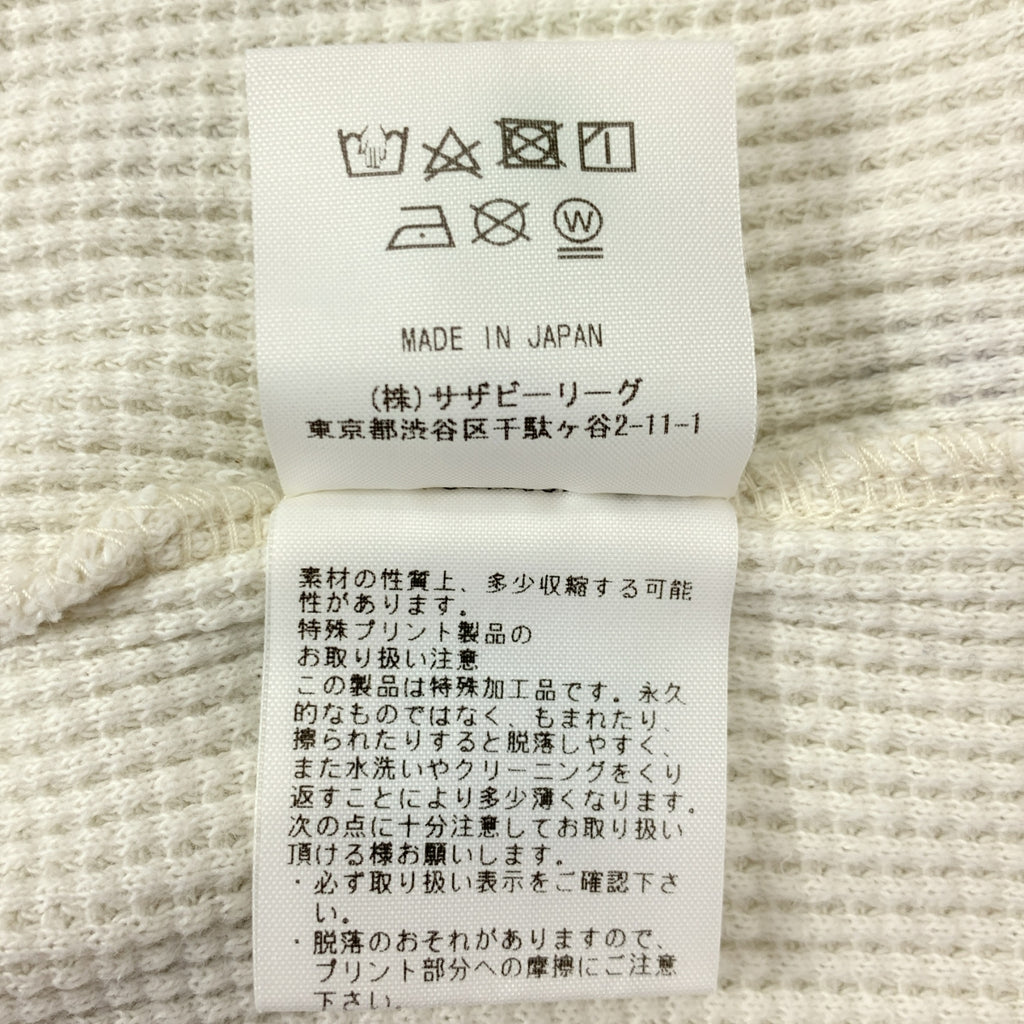 W
MADE IN JAPAN
(株)サザビーリーグ
東京都渋谷区千駄ヶ谷2-11-1
素材の性質上、多少収縮する可能
性があります。
特殊プリント製品の
お取り扱い注意
この製品は特殊加工品です。永久
的なものではなく、もまれたり、
擦られたりすると脱落しやすく、
また水洗いやクリーニングをくり
返すことにより多少薄くなります。
次の点に十分注意してお取り扱い
頂ける様お願いします。
・必ず取り扱い表示をご確認下さ
い。
・脱落のおそれがありますので、
プリント部分への摩擦にご注意
下さい。